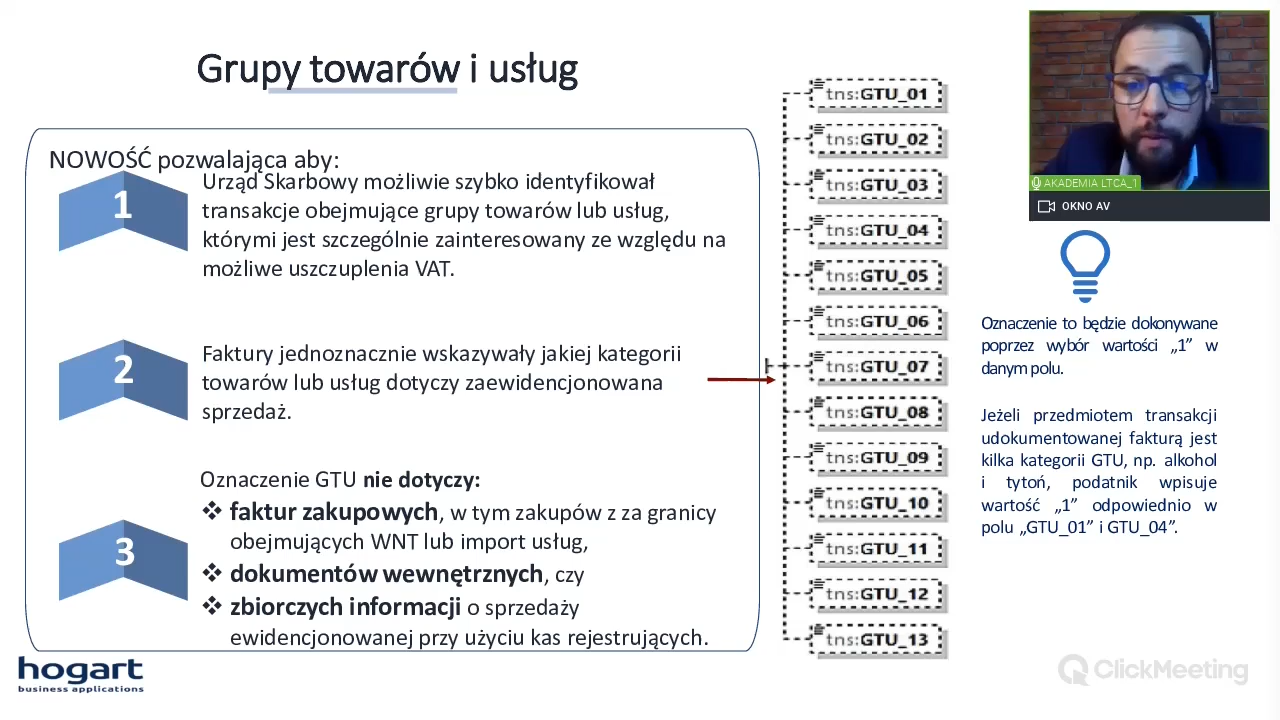 Grupy towarów i usług
NOWOŚĆ pozwalająca aby:
1
Urząd Skarbowy możliwie szybko identyfikował
transakcje obejmujące grupy towarów lub usług,
którymi jest szczególnie zainteresowany ze względu na
możliwe uszczuplenia VAT.
2
Faktury jednoznacznie wskazywały jakiej kategorii
towarów lub usług dotyczy zaewidencjonowana
sprzedaż.
3
Oznaczenie GTU nie dotyczy:
❖ faktur zakupowych, w tym zakupów z za granicy
obejmujących WNT lub import usług,
❖ dokumentów wewnętrznych, czy
❖ zbiorczych informacji o sprzedaży
ewidencjonowanej przy użyciu kas rejestrujących.
tns:GTU_01
tns:GTU_02
tns:GTU_03
tns:GTU_04
tns:GTU_05
tns:GTU_06
tns:GTU_07
tns:GTU_08
tns:GTU_09
tns:GTU_10
tns:GTU_11
tns:GTU_12
tns:GTU_13
AKADEMIA LTCA_1
OKNO AV
Oznaczenie to będzie dokonywane
poprzez wybór wartości „1” w
danym polu.
Jeżeli przedmiotem transakcji
udokumentowanej fakturą jest
kilka kategorii GTU, np. alkohol
i tytoń, podatnik wpisuje
wartość „1” odpowiednio w
polu „GTU_01” i GTU_04”.
hogart
business applications
ClickMeeting